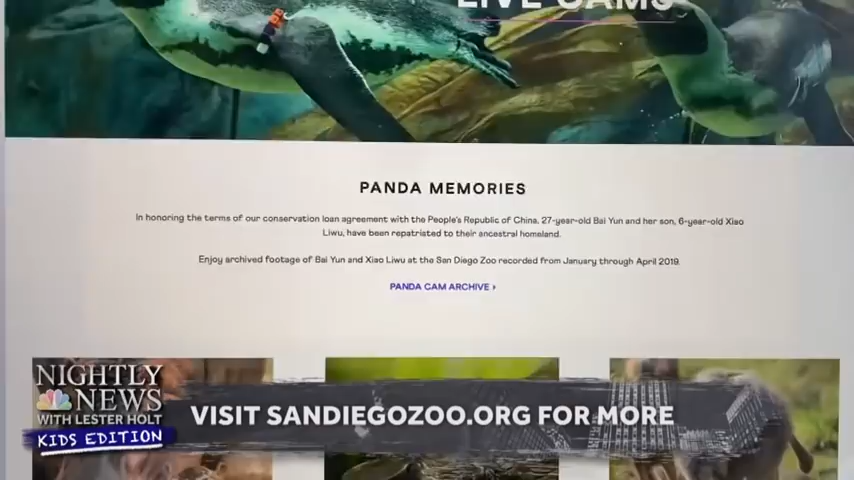 LIVE CAMS
PANDA MEMORIES
In honoring the terms of our conservation loan agreement with the People's Republic of China, 27-year-old Bai Yun and her son, 6-year-old Xiao
Liwu, have been repatriated to their ancestral homeland.
Enjoy archived footage of Bai Yun and Xiao Liwu at the San Diego Zoo recorded from January through April 2019.
PANDA CAM ARCHIVE ›
NIGHTLY
NEWS
WITH LESTER HOLT
KIDS EDITION
VISIT SANDIEGOZOO.ORG FOR MORE